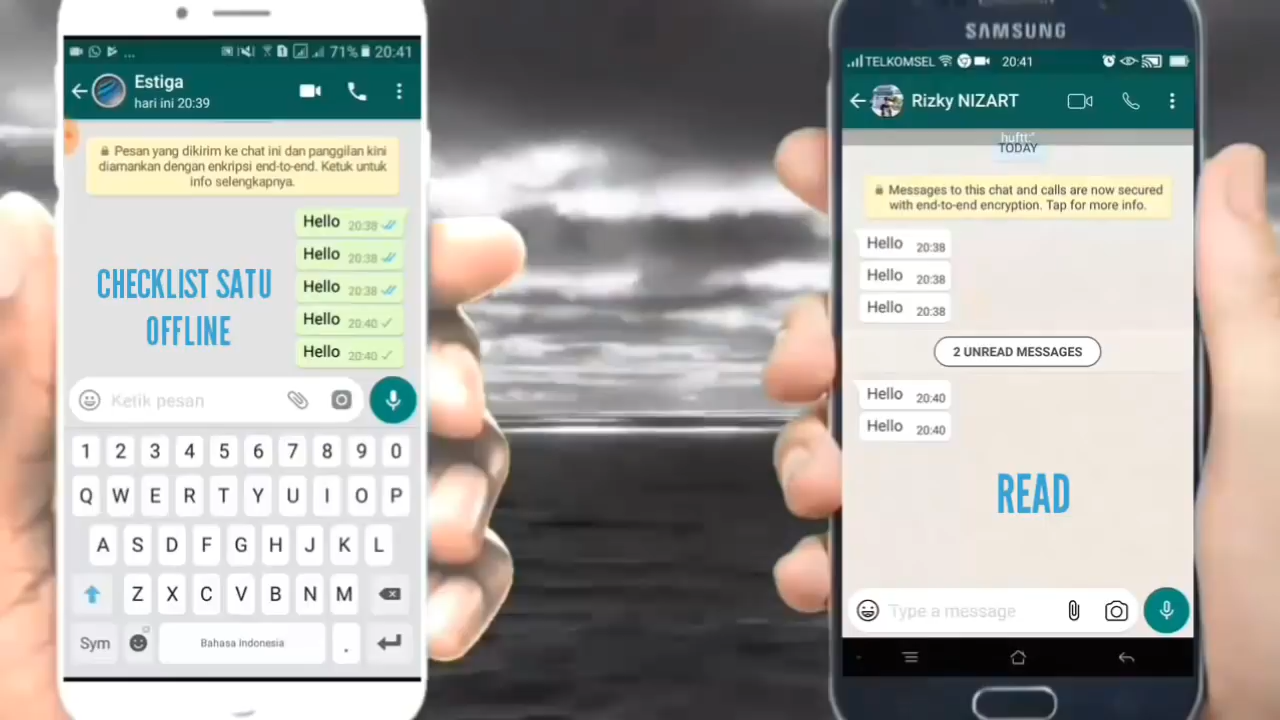 71% 20:41
Estiga
hari ini 20:39
Pesan yang dikirim ke chat ini dan panggilan kini
diamankan dengan enkripsi end-to-end. Ketuk untuk
info selengkapnya.
Hello 20:38
Hello 20:38
Hello 20:38
Hello 20:40
Hello 20:40
CHECKLIST SATU
OFFLINE
Ketik pesan
1 2 3 4 5 6 7 8 9 0
Q W E R T Y U I O P
A S D F G H J K L
Z X C V B N M
Sym Bahasa Indonesia .
SAMSUNG
TELKOMSEL 20:41
Rizky NIZART
huftt:"
TODAY
Messages to this chat and calls are now secured
with end-to-end encryption. Tap for more info.
Hello 20:38
Hello 20:38
Hello 20:38
2 UNREAD MESSAGES
Hello 20:40
Hello 20:40
READ
Type a message